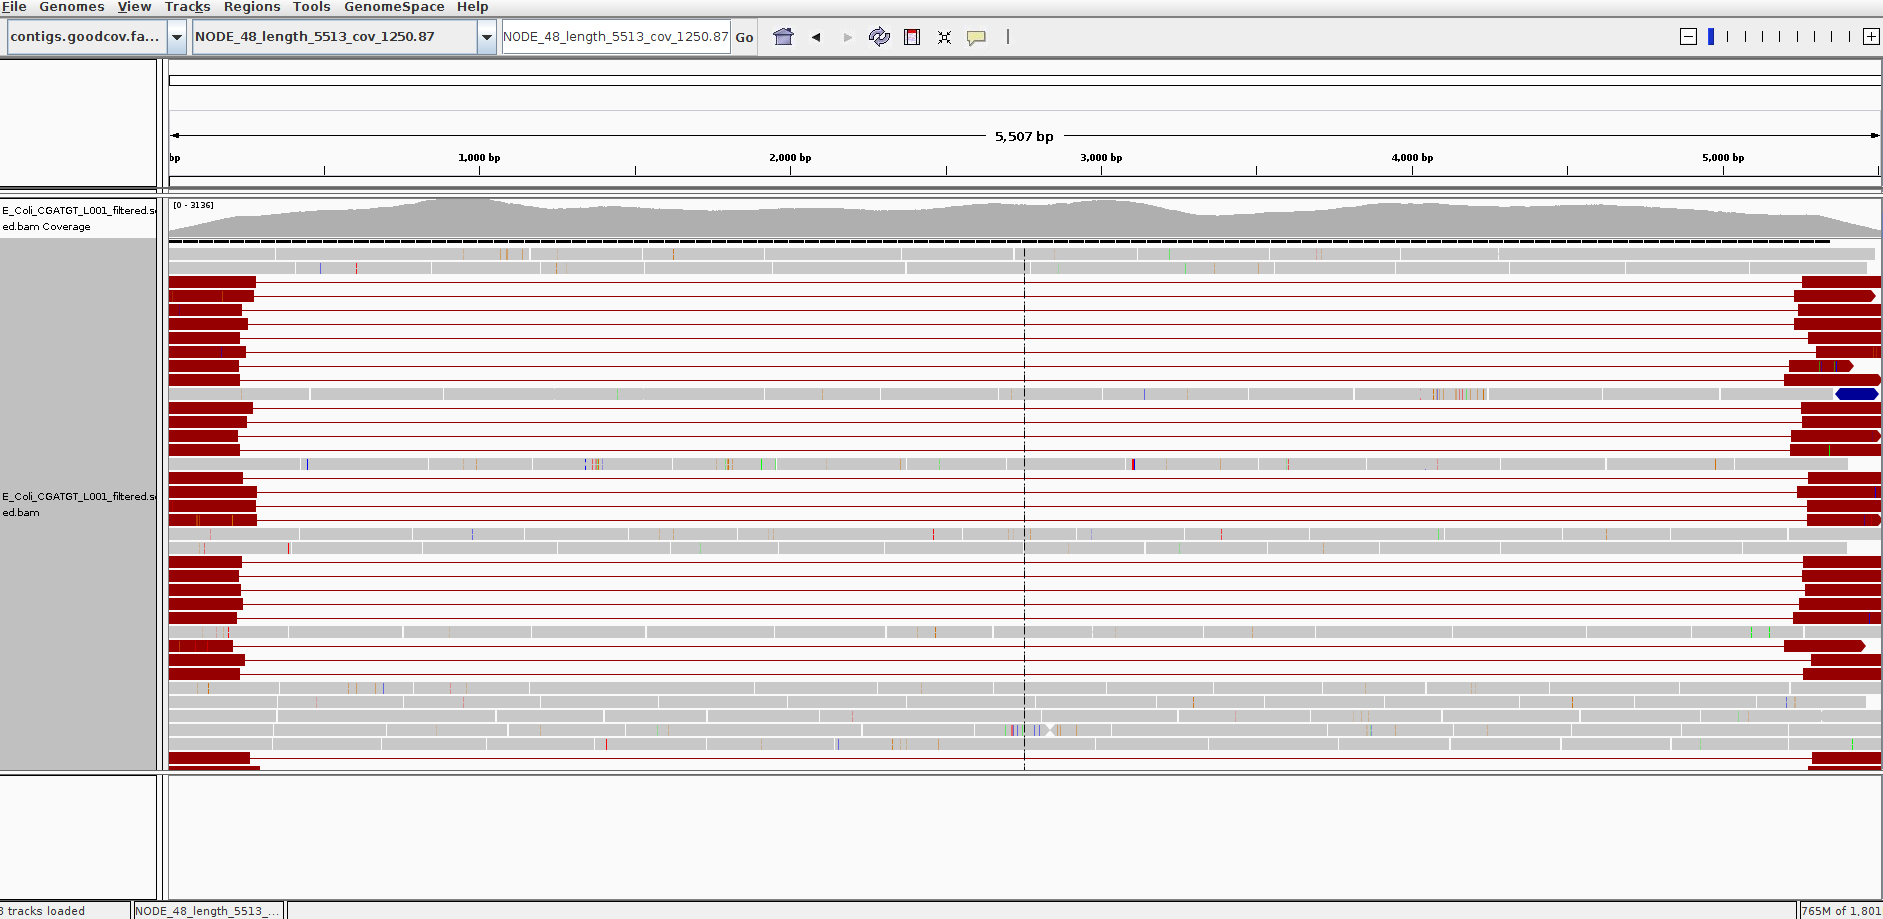 File Genomes View Tracks Regions Tools GenomeSpace Help
contigs.goodcov.fa... NODE_48_length_5513_cov_1250.87 NODE_48_length_5513_cov_1250.87 Go
5,507 bp
bp 1,000 bp 2,000 bp 3,000 bp 4,000 bp 5,000 bp
E_Coli_CGATGT_L001_filtered.s
ed.bam Coverage
[0 - 3136]
E_Coli_CGATGT_L001_filtered.s
ed.bam
3 tracks loaded NODE_48_length_5513_... 765M of 1,801